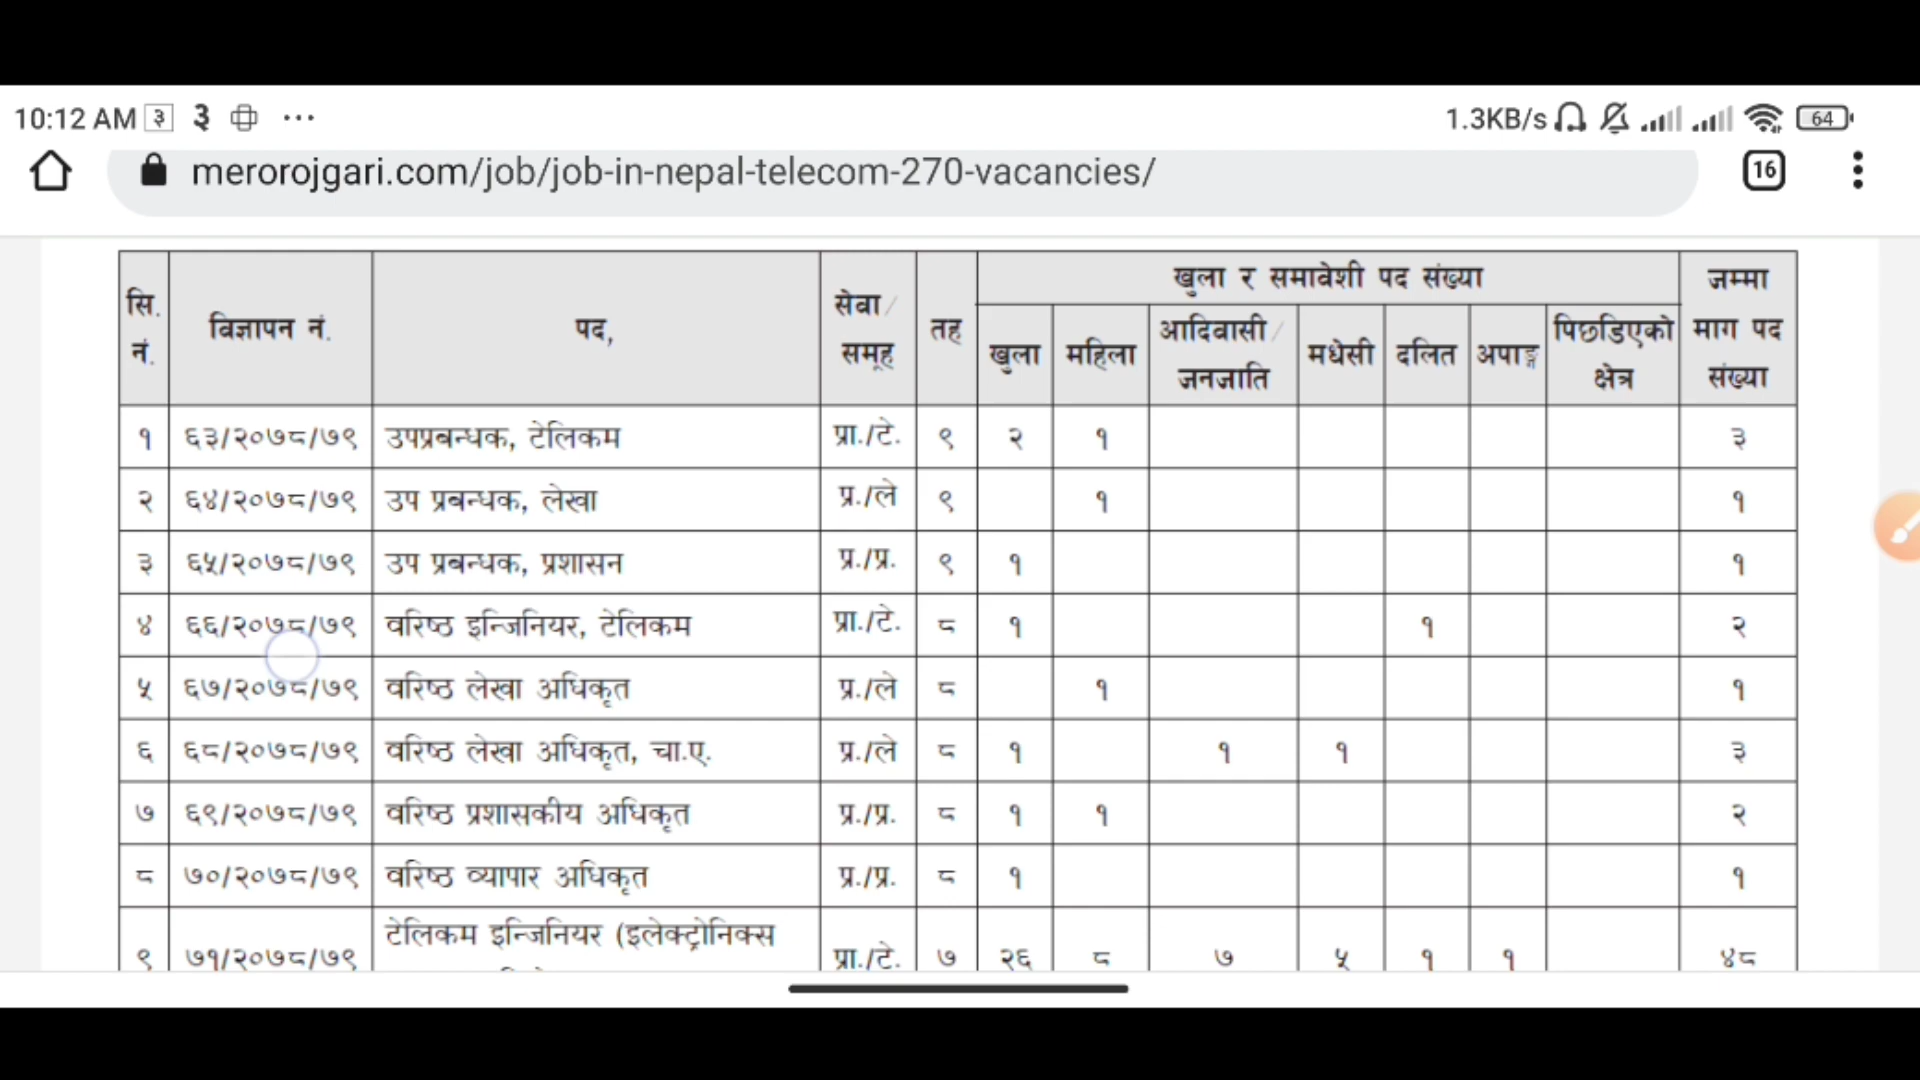 10:12 AM ३ ३ ...
1.3KB/s 64
merorojgari.com/job/job-in-nepal-telecom-270-vacancies/
16
सि. नं. विज्ञापन नं. पद, सेवा/समूह तह खुला र समावेशी पद संख्या जम्मा माग पद संख्या
खुला महिला आदिवासी/जनजाति मधेसी दलित अपाङ्ग पिछडिएको क्षेत्र
१ ६३/२०७८/७९ उपप्रबन्धक, टेलिकम प्रा./टे. ९ २ १ ३
२ ६४/२०७८/७९ उप प्रबन्धक, लेखा प्र./ले ९ १ १
३ ६५/२०७८/७९ उप प्रबन्धक, प्रशासन प्र./प्र. ९ १ १
४ ६६/२०७८/७९ वरिष्ठ इन्जिनियर, टेलिकम प्रा./टे. ८ १ १ २
५ ६७/२०७८/७९ वरिष्ठ लेखा अधिकृत प्र./ले ८ १ १
६ ६८/२०७८/७९ वरिष्ठ लेखा अधिकृत, चा.ए. प्र./ले ८ १ १ १ ३
७ ६९/२०७८/७९ वरिष्ठ प्रशासकीय अधिकृत प्र./प्र. ८ १ १ २
८ ७०/२०७८/७९ वरिष्ठ व्यापार अधिकृत प्र./प्र. ८ १ १
९ ७१/२०७८/७९ टेलिकम इन्जिनियर (इलेक्ट्रोनिक्स प्रा./टे. ७ २६ ८ ७ ५ १ १ ४८